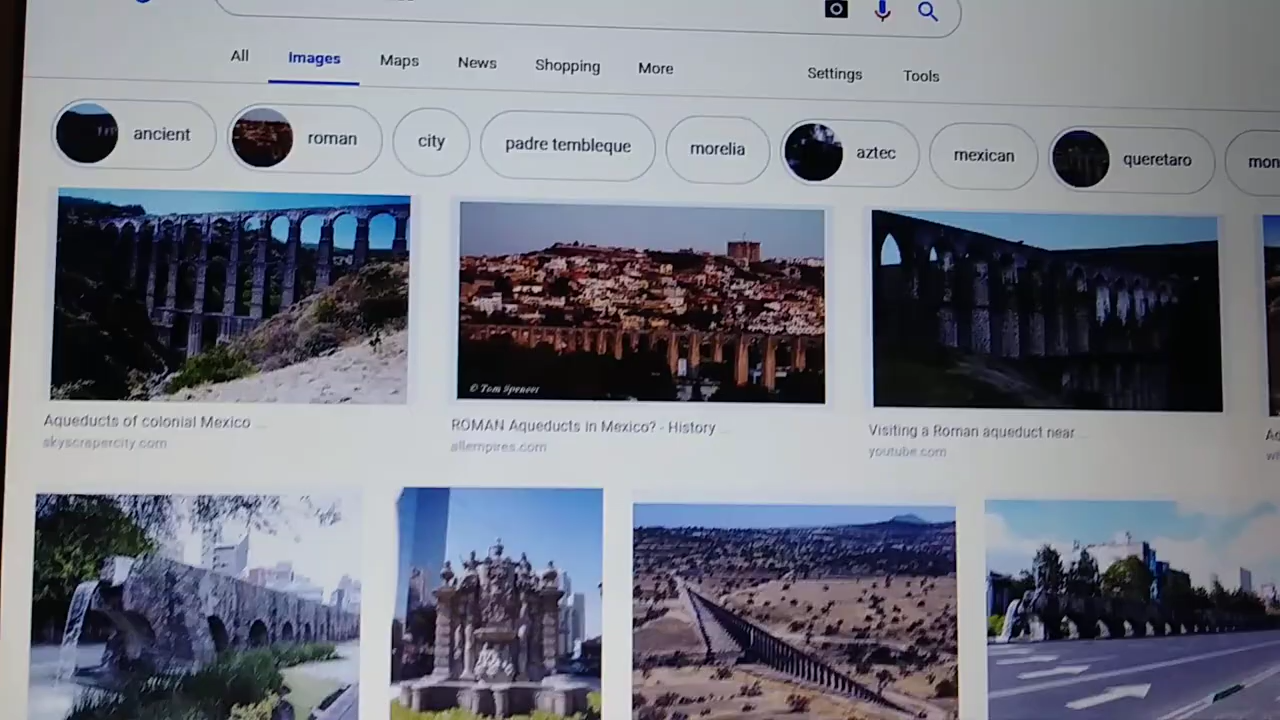 All Images Maps News Shopping More Settings Tools
ancient roman city padre tembleque morelia aztec mexican queretaro mon
© Tom Spencer
Aqueducts of colonial Mexico ... ROMAN Aqueducts in Mexico? - History ... Visiting a Roman aqueduct near ...
skyscrapercity.com allempires.com youtube.com